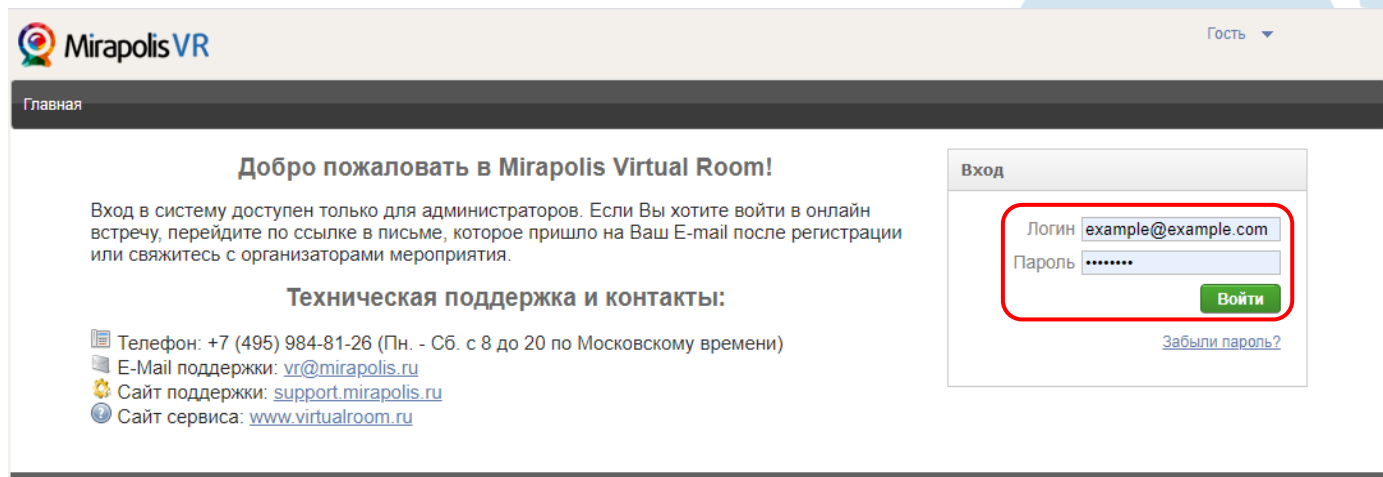 Mirapolis VR
Гость
Главная
Добро пожаловать в Mirapolis Virtual Room!
Вход в систему доступен только для администраторов. Если Вы хотите войти в онлайн
встречу, перейдите по ссылке в письме, которое пришло на Ваш E-mail после регистрации
или свяжитесь с организаторами мероприятия.
Техническая поддержка и контакты:
Телефон: +7 (495) 984-81-26 (Пн. - Сб. с 8 до 20 по Московскому времени)
E-Mail поддержки: vr@mirapolis.ru
Сайт поддержки: support.mirapolis.ru
Сайт сервиса: www.virtualroom.ru
Вход
Логин example@example.com
Пароль ••••••••
Войти
Забыли пароль?